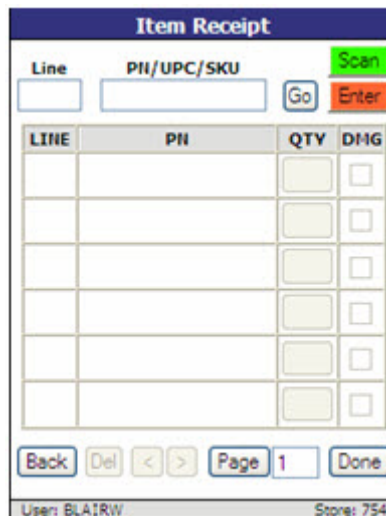 Item Receipt
Scan
Line PN/UPC/SKU
Go Enter
LINE PN QTY DMG
Back Del < > Page 1 Done
User: BLAIRW Store: 754